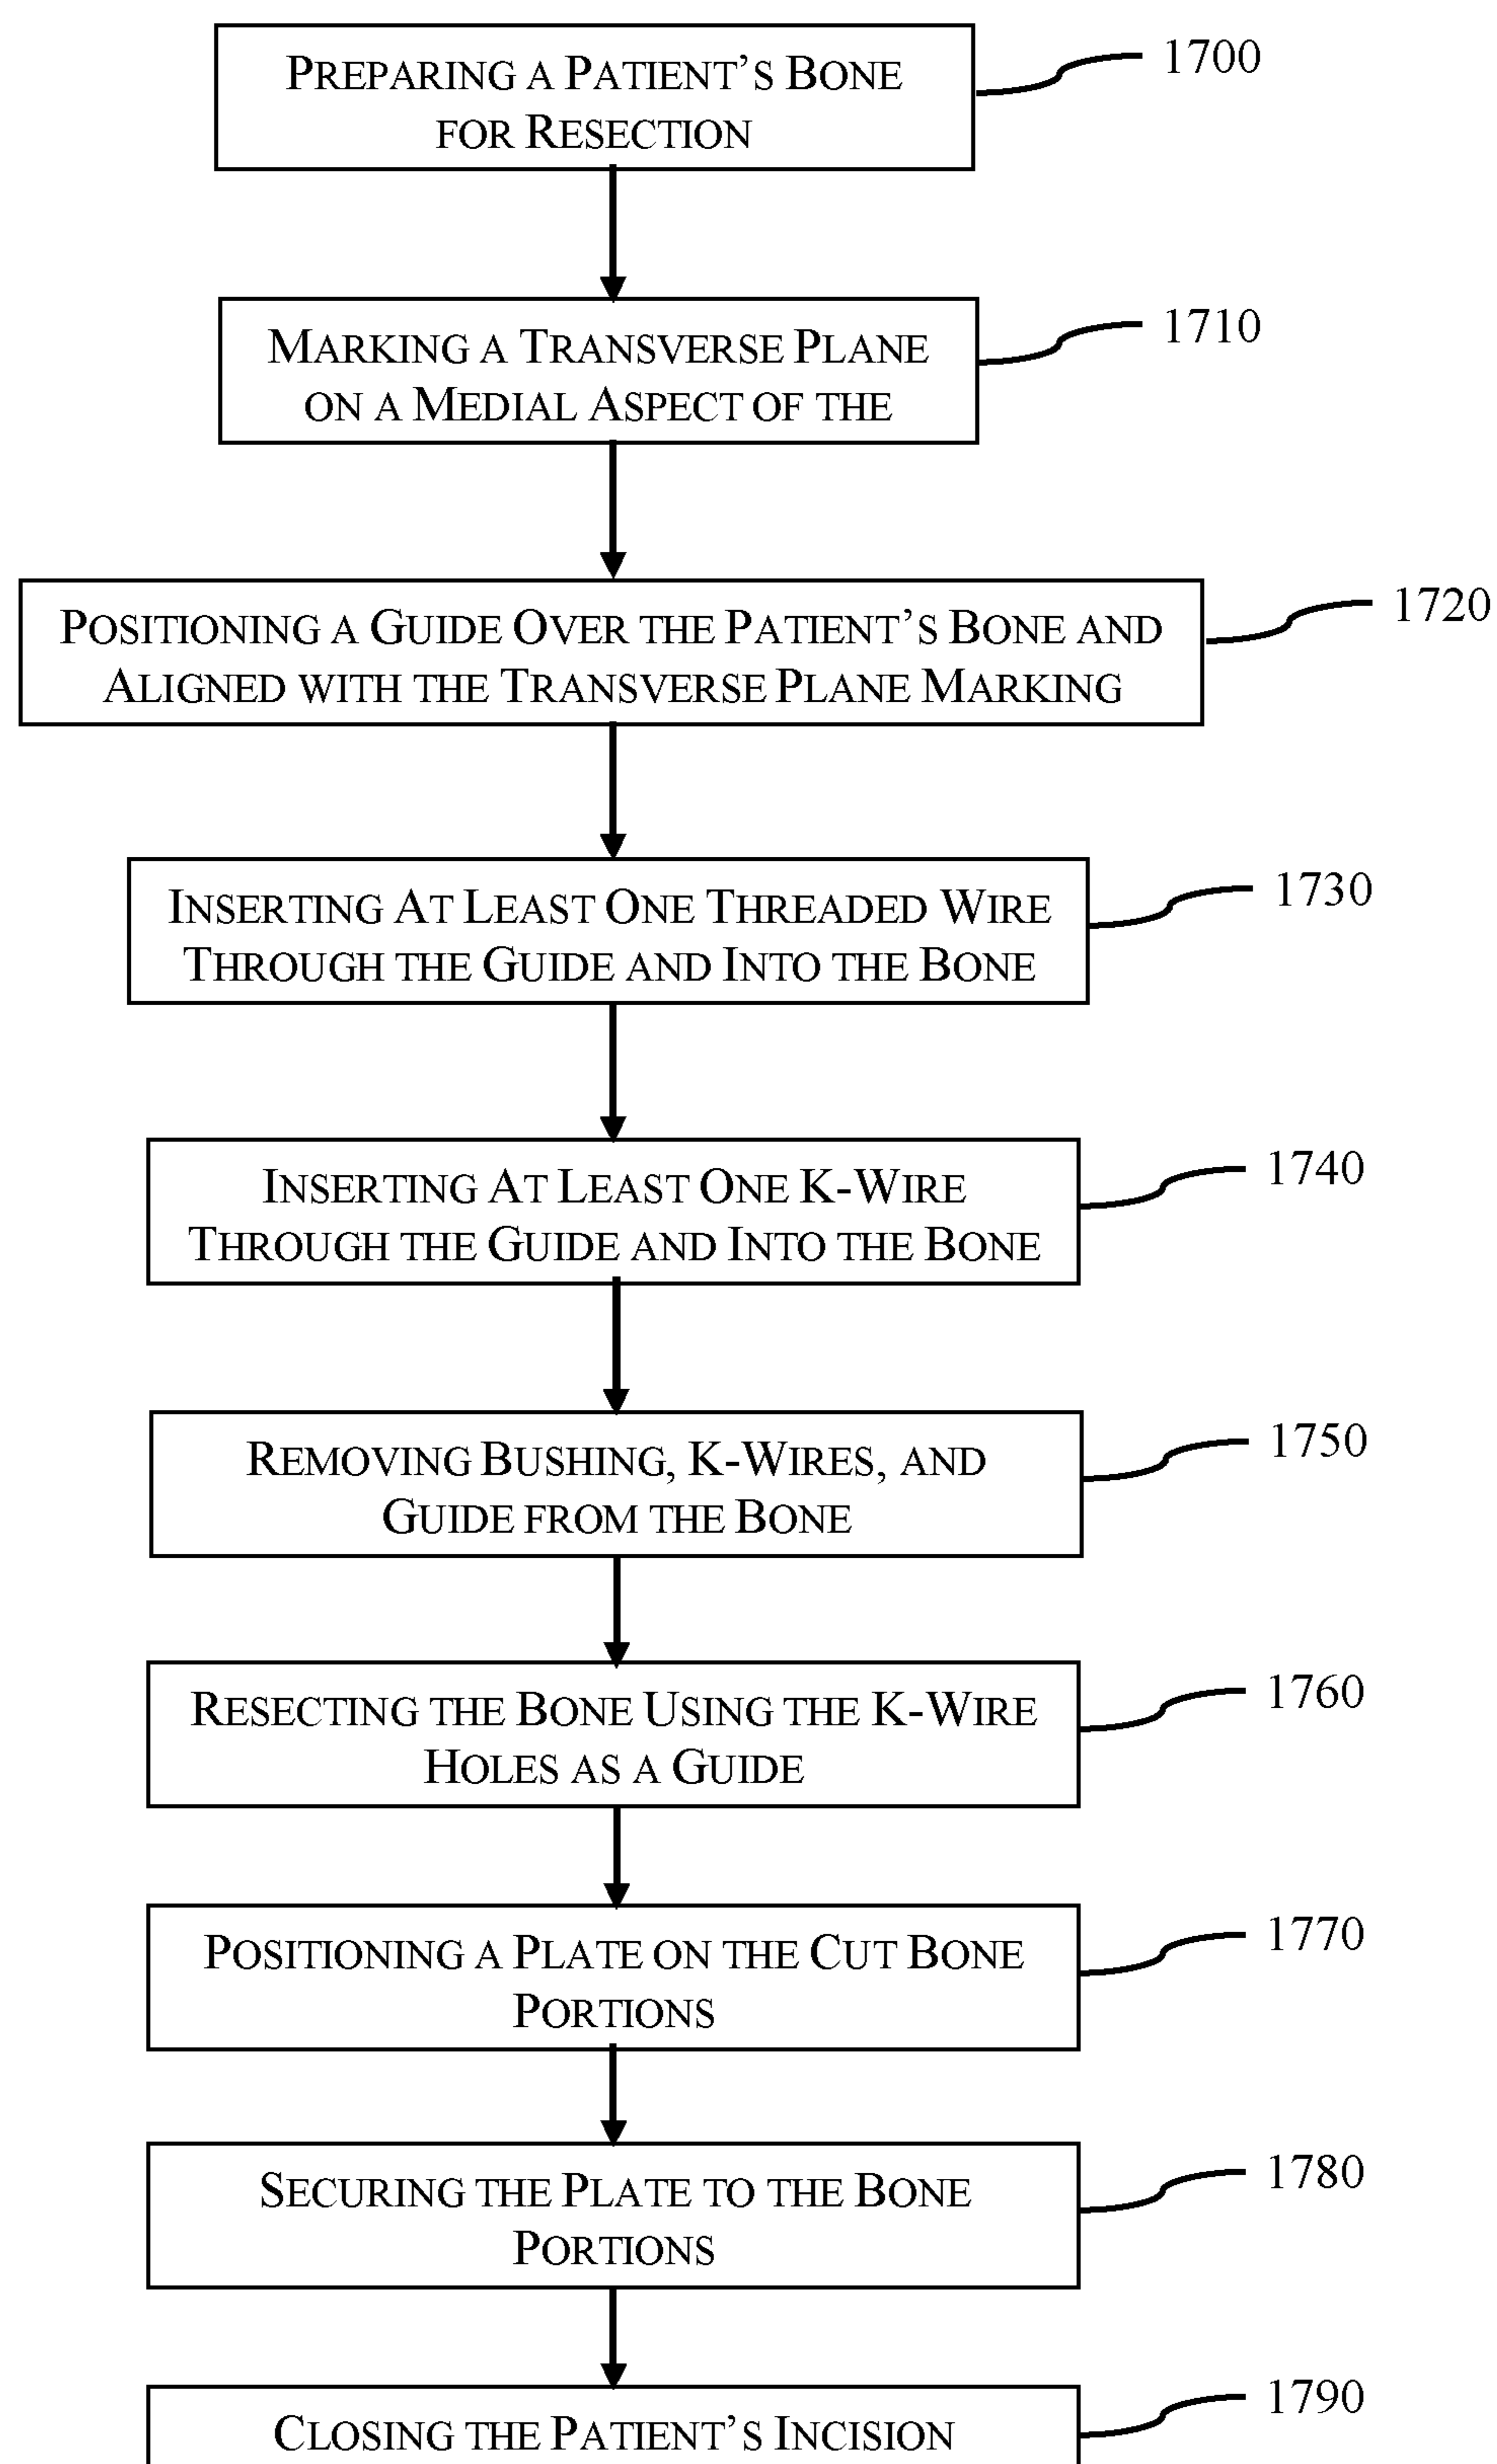 PREPARING A PATIENT'S BONE
FOR RESECTION
1700
MARKING A TRANSVERSE PLANE
ON A MEDIAL ASPECT OF THE
1710
POSITIONING A GUIDE OVER THE PATIENT'S BONE AND
ALIGNED WITH THE TRANSVERSE PLANE MARKING
1720
INSERTING AT LEAST ONE THREADED WIRE
THROUGH THE GUIDE AND INTO THE BONE
1730
INSERTING AT LEAST ONE K-WIRE
THROUGH THE GUIDE AND INTO THE BONE
1740
REMOVING BUSHING, K-WIRES, AND
GUIDE FROM THE BONE
1750
RESECTING THE BONE USING THE K-WIRE
HOLES AS A GUIDE
1760
POSITIONING A PLATE ON THE CUT BONE
PORTIONS
1770
SECURING THE PLATE TO THE BONE
PORTIONS
1780
CLOSING THE PATIENT'S INCISION
1790